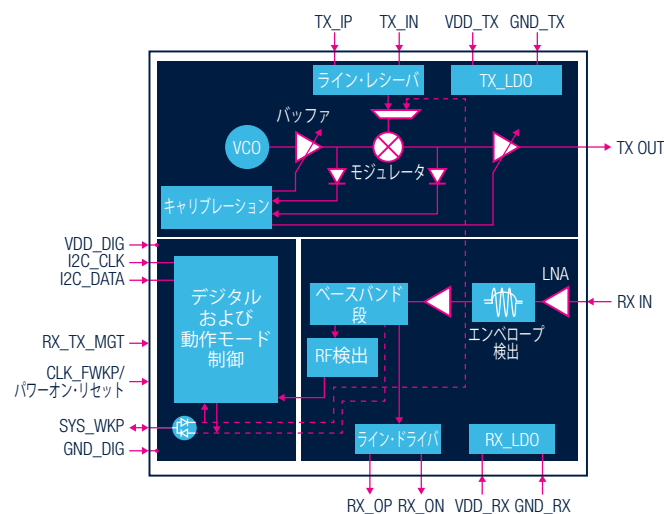 TX_IP
TX_IN
VDD_TX
GND_TX
ライン・レシーバ
TX_LDO
バッファ
VCO
モジュレータ
TX OUT
キャリブレーション
VDD_DIG
I2C_CLK
I2C_DATA
RX_TX_MGT
CLK_FWKP/
パワーオン・リセット
SYS_WKP
GND_DIG
デジタル
および
動作モード
制御
ベースバンド
段
RF検出
LNA
エンベロープ
検出
RX IN
ライン・ドライバ
RX_LDO
RX_OP
RX_ON
VDD_RX
GND_RX